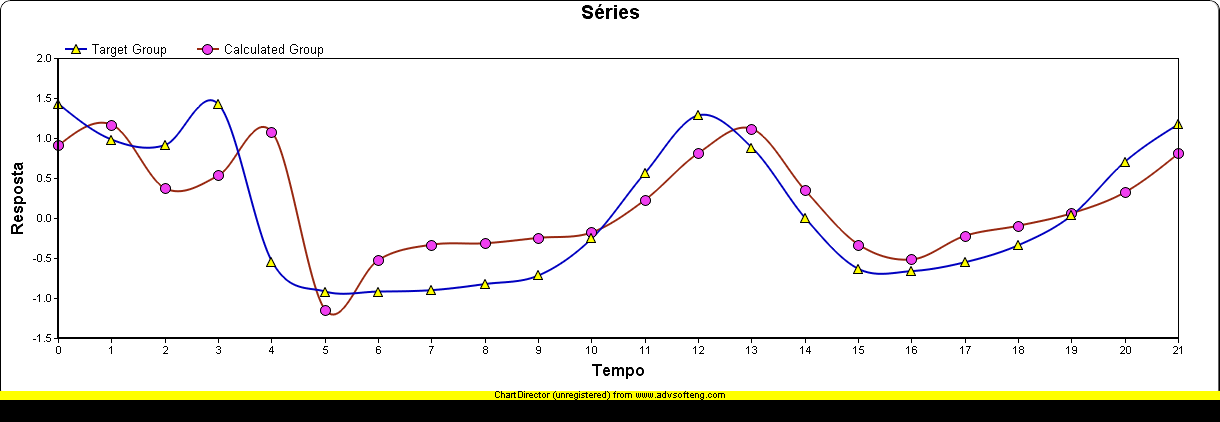 Séries
Target Group Calculated Group
2.0
1.5
1.0
0.5
0.0
-0.5
-1.0
-1.5
Resposta
0 1 2 3 4 5 6 7 8 9 10 11 12 13 14 15 16 17 18 19 20 21
Tempo
ChartDirector (unregistered) from www.advsofteng.com